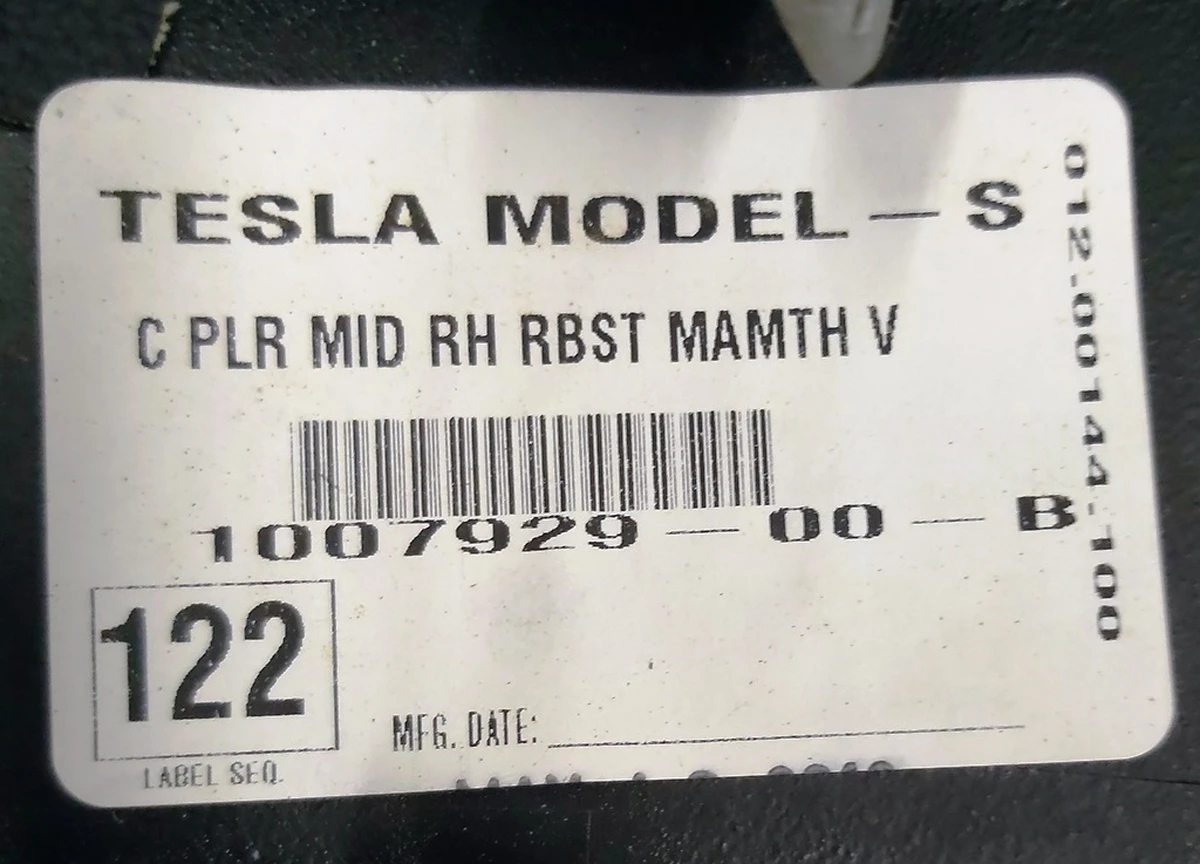 TESLA MODEL - S
C PLR MID RH RBST MAMTH V
1007929 - 00 - B
122
LABEL SEQ.
MFG. DATE:
012.00144.100